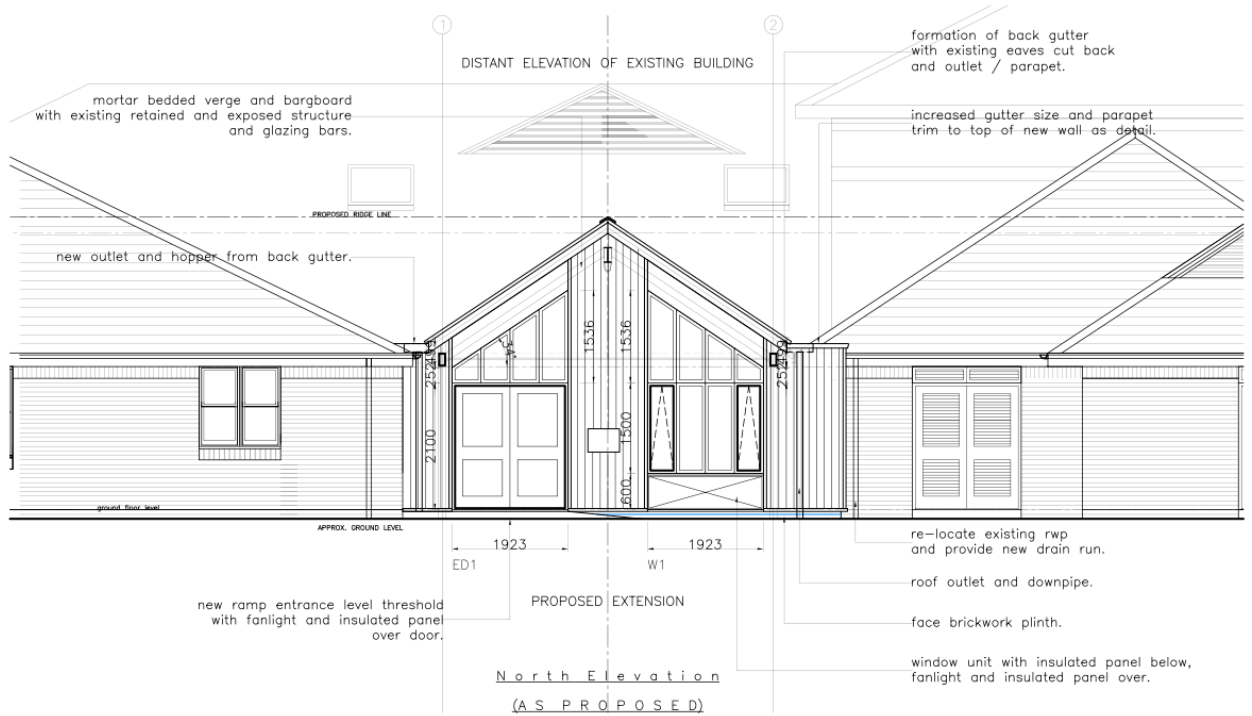 1
2
DISTANT ELEVATION OF EXISTING BUILDING
formation of back gutter
with existing eaves cut back
and outlet / parapet.
mortar bedded verge and bargboard
with existing retained and exposed structure
and glazing bars.
increased gutter size and parapet
trim to top of new wall as detail.
PROPOSED RIDGE LINE
new outlet and hopper from back gutter.
1536
1536
2100
1500
600
ground floor level
APPROX. GROUND LEVEL
1923
1923
ED1
W1
re-locate existing rwp
and provide new drain run.
roof outlet and downpipe.
new ramp entrance level threshold
with fanlight and insulated panel
over door.
PROPOSED EXTENSION
face brickwork plinth.
window unit with insulated panel below,
fanlight and insulated panel over.
North Elevation
(AS PROPOSED)